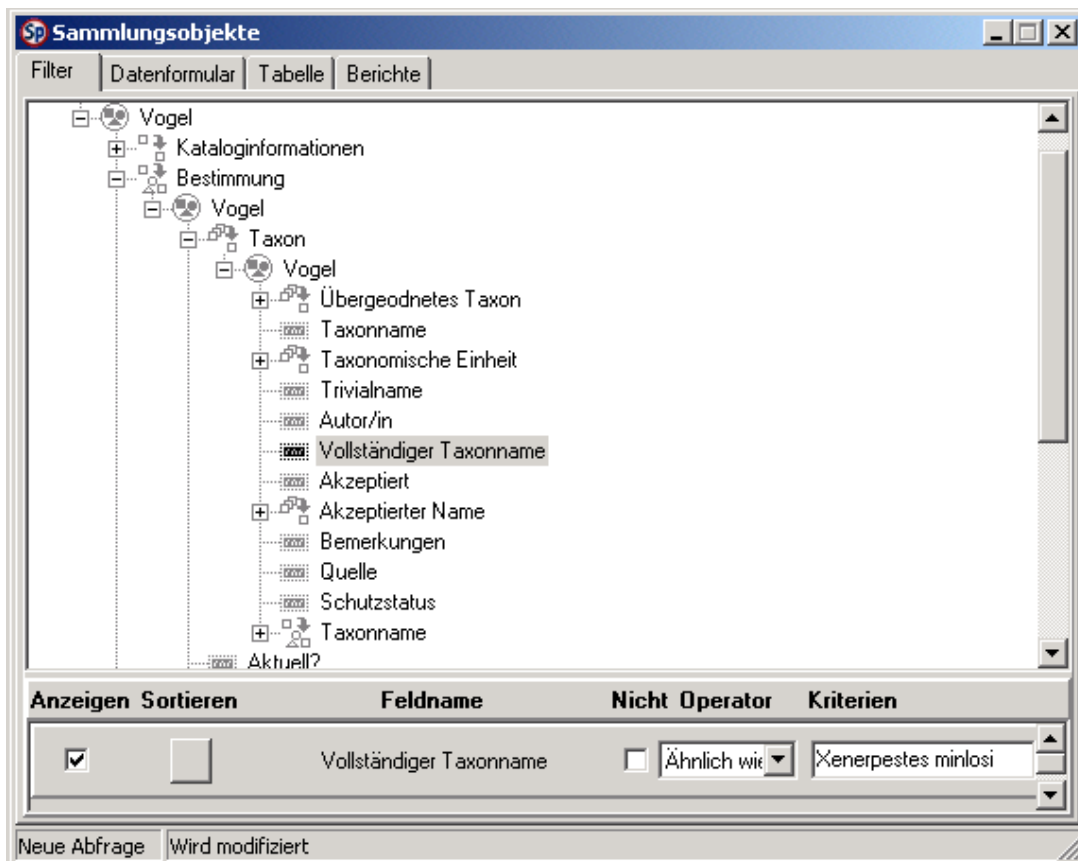 Sammlungsobjekte
Filter Datenformular Tabelle Berichte
Vogel
Kataloginformationen
Bestimmung
Vogel
Taxon
Vogel
Übergeodnetes Taxon
Taxonname
Taxonomische Einheit
Trivialname
Autor/in
Vollständiger Taxonname
Akzeptiert
Akzeptierter Name
Bemerkungen
Quelle
Schutzstatus
Taxonname
Aktuell?
Anzeigen Sortieren Feldname Nicht Operator Kriterien
Vollständiger Taxonname Ähnlich wie Xenerpestes minlosi
Neue Abfrage Wird modifiziert